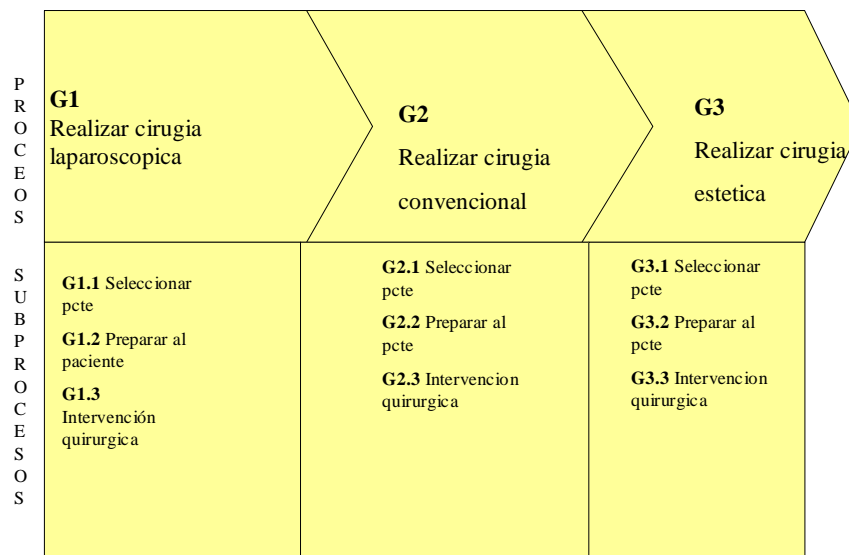 PROCEOS
G1
Realizar cirugia
laparoscopica
G2
Realizar cirugia
convencional
G3
Realizar cirugia
estetica
SUBPROCESOS
G1.1 Seleccionar
pcte
G1.2 Preparar al
paciente
G1.3
Intervención
quirurgica
G2.1 Seleccionar
pcte
G2.2 Preparar al
pcte
G2.3 Intervencion
quirurgica
G3.1 Seleccionar
pcte
G3.2 Preparar al
pcte
G3.3 Intervencion
quirurgica